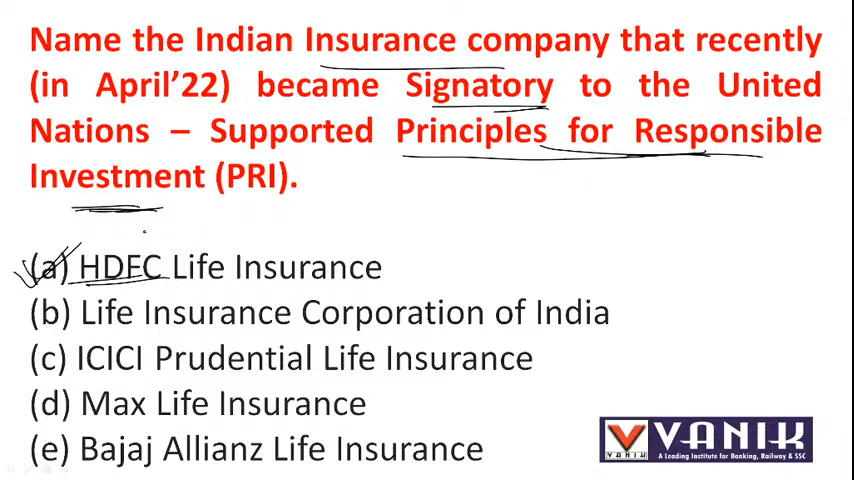 Name the Indian Insurance company that recently
(in April’22) became Signatory to the United
Nations – Supported Principles for Responsible
Investment (PRI).
(a) HDFC Life Insurance
(b) Life Insurance Corporation of India
(c) ICICI Prudential Life Insurance
(d) Max Life Insurance
(e) Bajaj Allianz Life Insurance
VANIK
VANIK
A Leading Institute for Banking, Railway & SSC